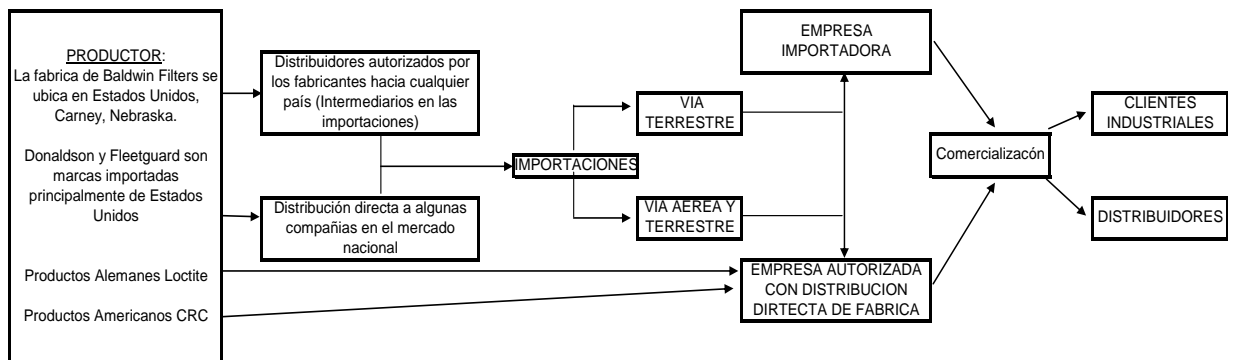 PRODUCTOR:
La fabrica de Baldwin Filters se
ubica en Estados Unidos,
Carney, Nebraska.
Donaldson y Fleetguard son
marcas importadas
principalmente de Estados
Unidos
Productos Alemanes Loctite
Productos Americanos CRC
Distribuidores autorizados por
los fabricantes hacia cualquier
país (Intermediarios en las
importaciones)
Distribución directa a algunas
compañias en el mercado
nacional
IMPORTACIONES
VIA
TERRESTRE
VIA AEREA Y
TERRESTRE
EMPRESA
IMPORTADORA
EMPRESA AUTORIZADA
CON DISTRIBUCION
DIRTECTA DE FABRICA
Comercializacón
CLIENTES
INDUSTRIALES
DISTRIBUIDORES